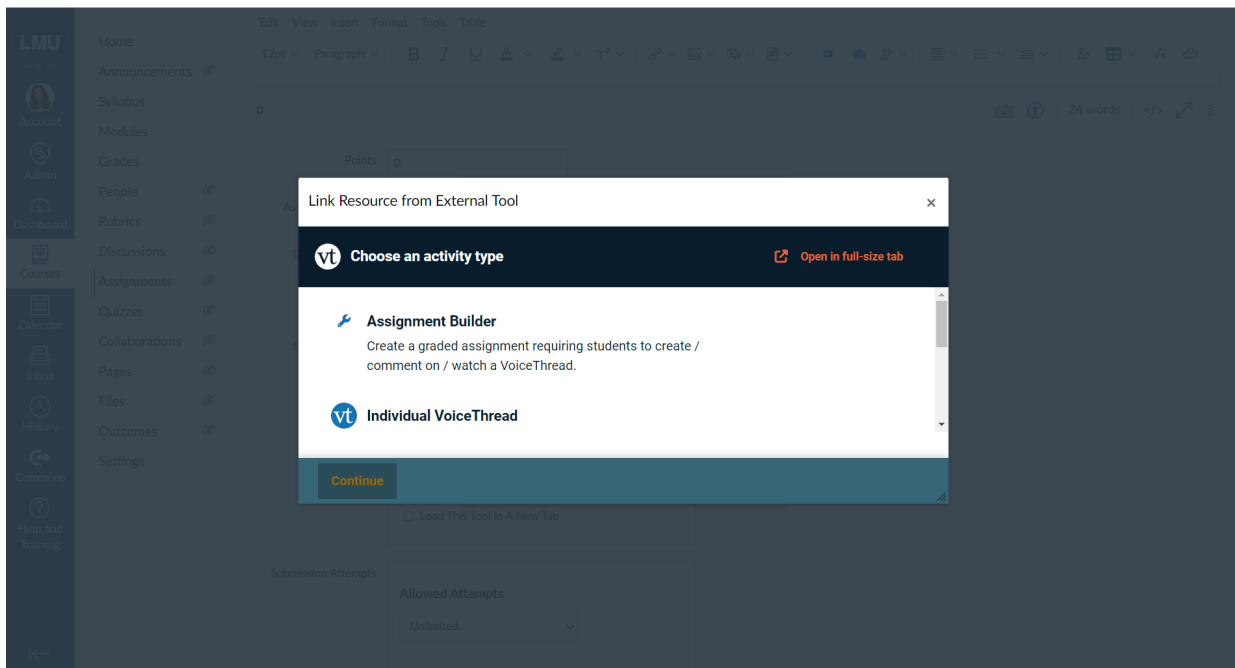 Edit View Insert Format Tools Table
LMU
Home
12pt Paragraph B I U A T² Tx √x
Announcements
Syllabus
p
24 words </>
Account
Modules
Grades
Points 0
Admin
People
Link Resource from External Tool ×
As
Dashboard
Rubrics
Discussions
vt Choose an activity type Open in full-size tab
Courses
Assignments
Quizzes
Assignment Builder
Calendar
Collaborations
Create a graded assignment requiring students to create /
comment on / watch a VoiceThread.
Inbox
Pages
Files
vt Individual VoiceThread
History
Outcomes
Settings
Commons
Continue
Load This Tool In A New Tab
Help and
Training
Submission Attempts
Allowed Attempts
Unlimited